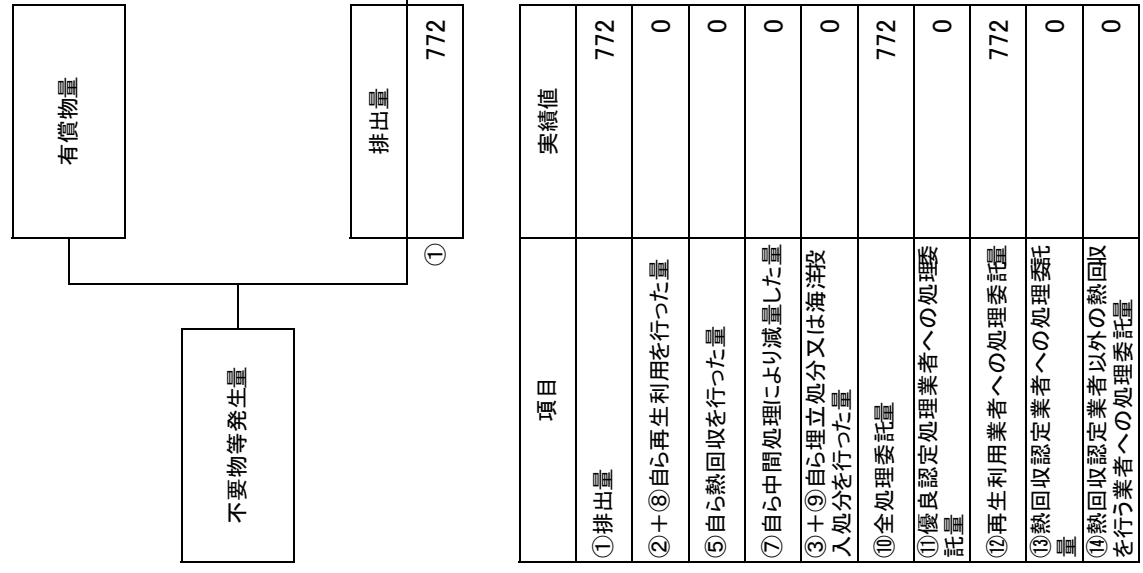 有償物量
不要物等発生量
排出量
①
772
項目
実績値
①排出量
772
②+⑧自ら再生利用を行った量
0
⑤自ら熱回収を行った量
0
⑦自ら中間処理により減量した量
0
③+⑨自ら埋立処分又は海洋投
入処分を行った量
0
⑩全処理委託量
772
⑪優良認定処理業者への処理委
託量
0
⑫再生利用業者への処理委託量
772
⑬熱回収認定業者への処理委託
量
0
⑭熱回収認定業者以外の熱回収
を行う業者への処理委託量
0